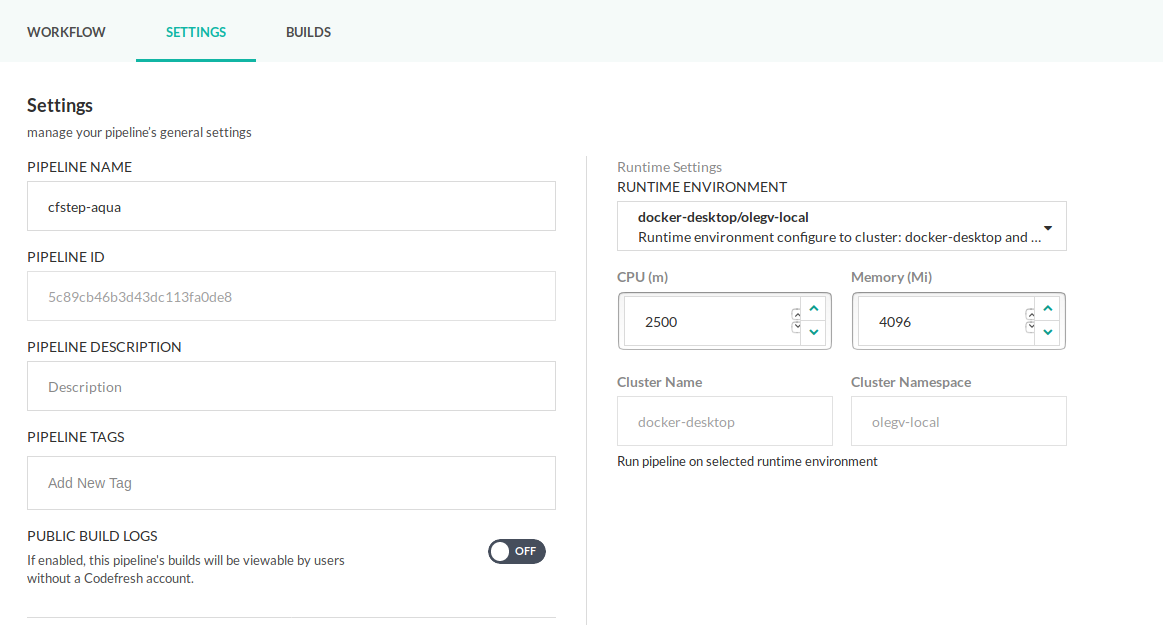 WORKFLOW
SETTINGS
BUILDS
Settings
manage your pipeline's general settings
PIPELINE NAME
cfstep-aqua
PIPELINE ID
5c89cb46b3d43dc113fa0de8
PIPELINE DESCRIPTION
Description
PIPELINE TAGS
Add New Tag
PUBLIC BUILD LOGS
If enabled, this pipeline's builds will be viewable by users
without a Codefresh account.
OFF
Runtime Settings
RUNTIME ENVIRONMENT
docker-desktop/olegv-local
Runtime environment configure to cluster: docker-desktop and ...
CPU (m)
2500
Memory (Mi)
4096
Cluster Name
docker-desktop
Cluster Namespace
olegv-local
Run pipeline on selected runtime environment